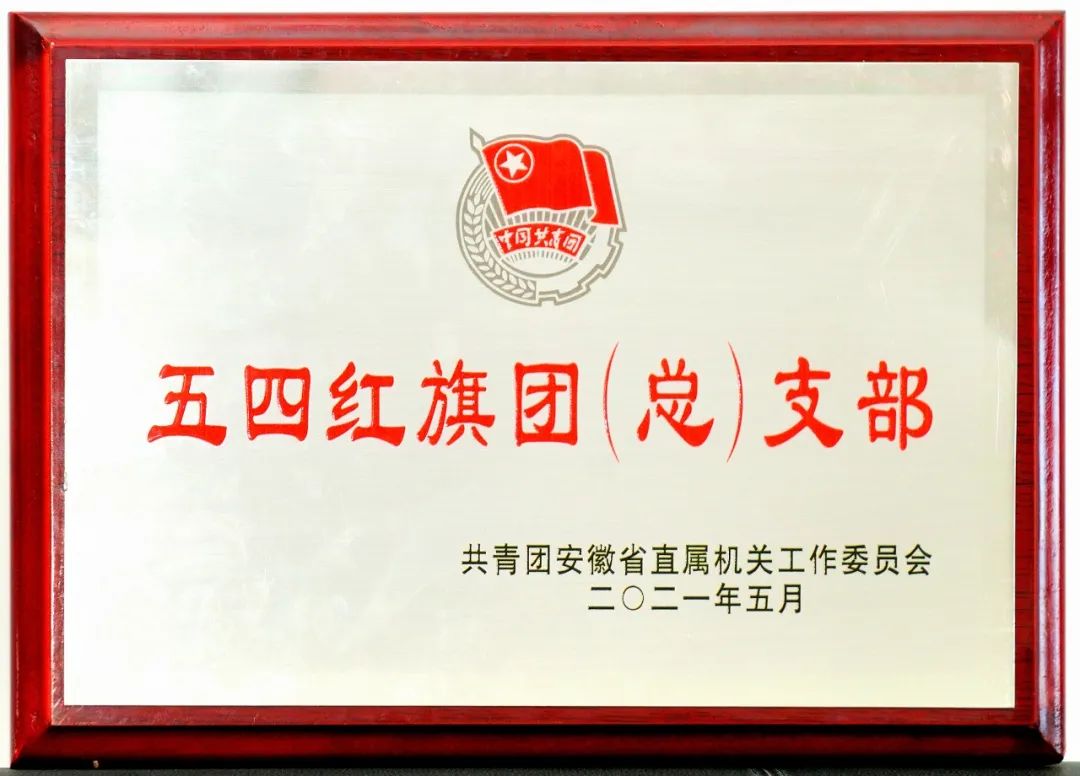 中国共青团
五四红旗团（总）支部
共青团安徽省直属机关工作委员会
二〇二一年五月